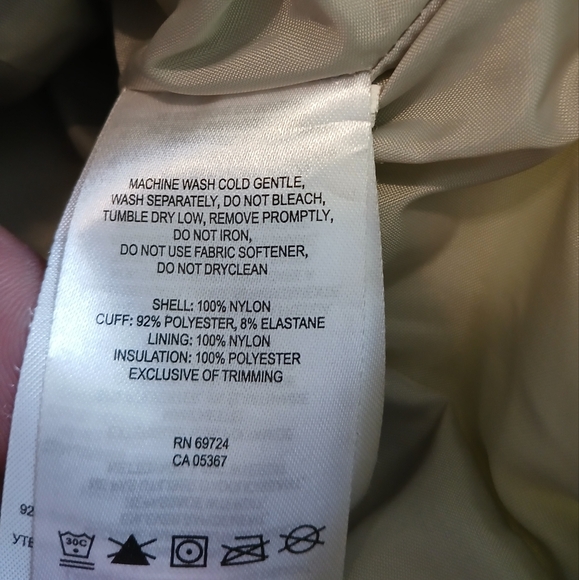 MACHINE WASH COLD GENTLE,
WASH SEPARATELY, DO NOT BLEACH,
TUMBLE DRY LOW, REMOVE PROMPTLY,
DO NOT IRON,
DO NOT USE FABRIC SOFTENER,
DO NOT DRYCLEAN
SHELL: 100% NYLON
CUFF: 92% POLYESTER, 8% ELASTANE
LINING: 100% NYLON
INSULATION: 100% POLYESTER
EXCLUSIVE OF TRIMMING
RN 69724
CA 05367
92
УТЕ
30C